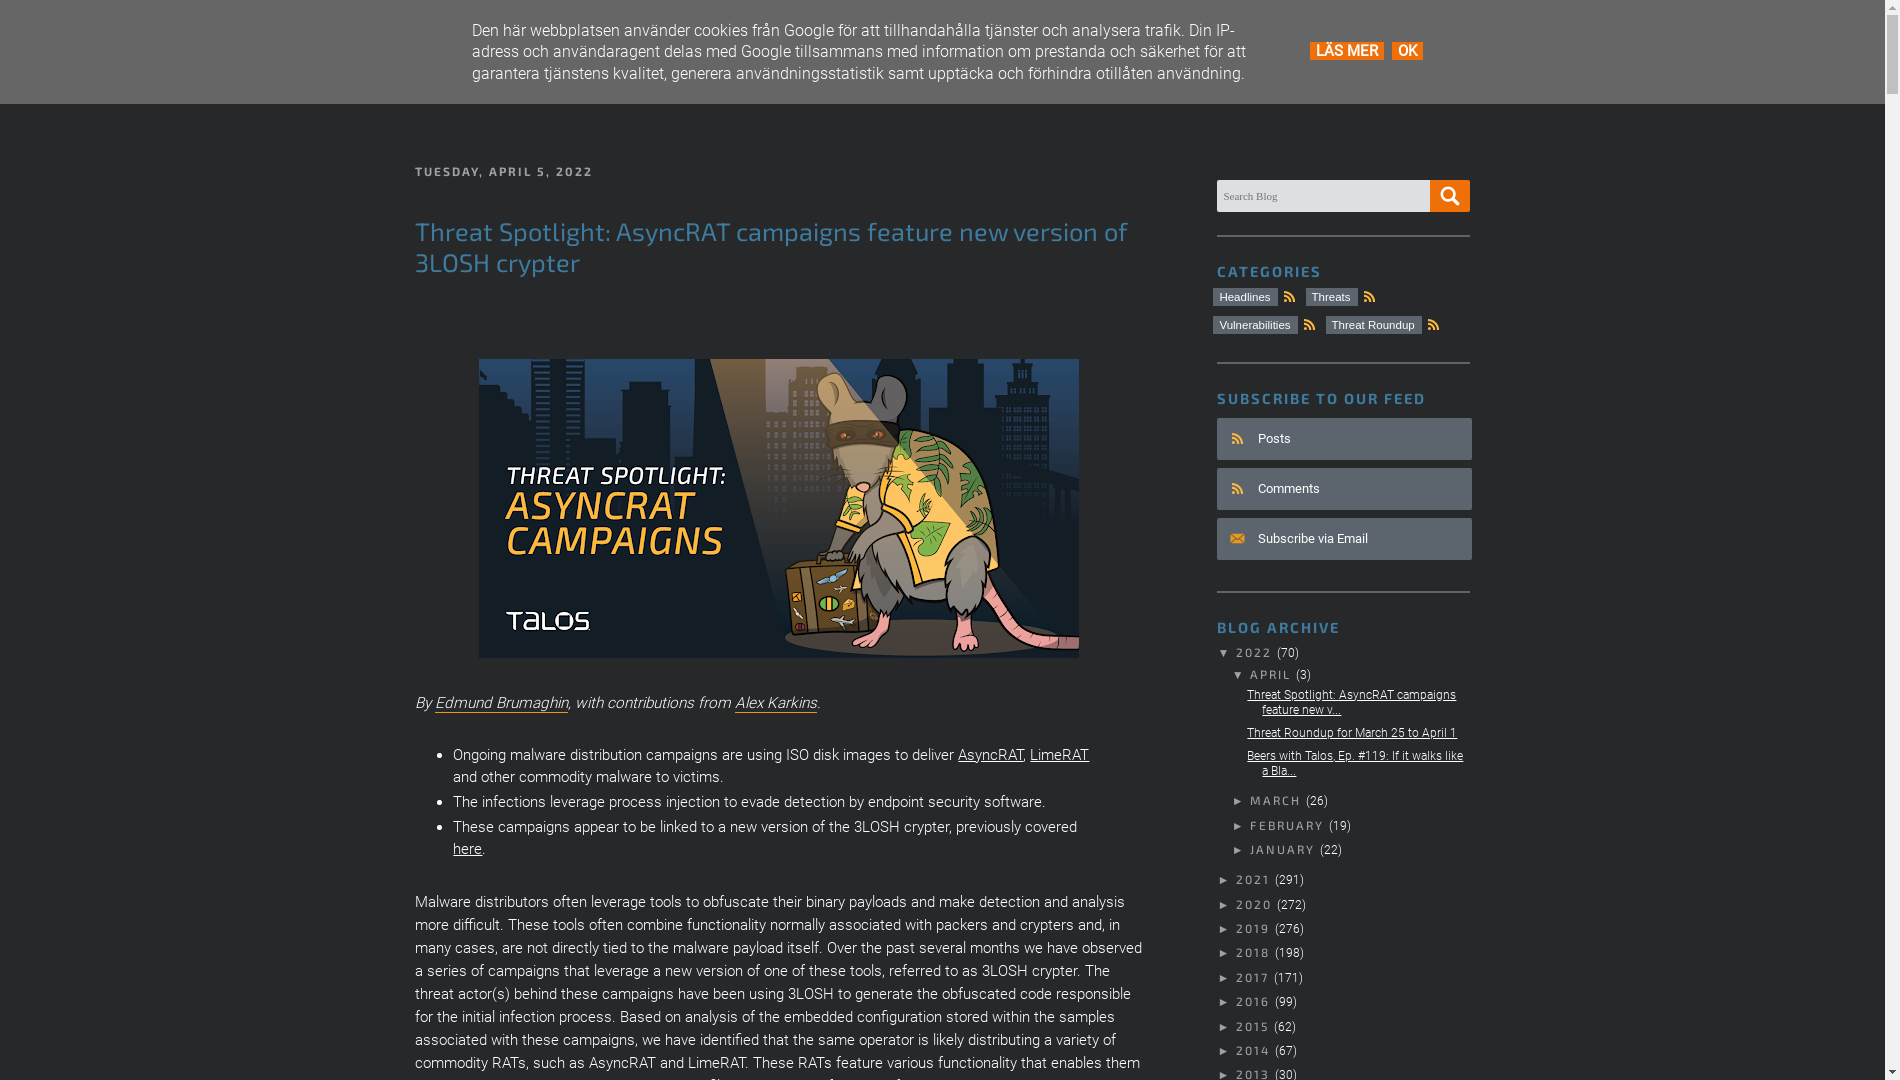 Den här webbplatsen använder cookies från Google för att tillhandahålla tjänster och analysera trafik. Din IP-
adress och användaragent delas med Google tillsammans med information om prestanda och säkerhet för att
garantera tjänstens kvalitet, generera användningsstatistik samt upptäcka och förhindra otillåten användning.
LÄS MER OK
TUESDAY, APRIL 5, 2022
Threat Spotlight: AsyncRAT campaigns feature new version of
3LOSH crypter
THREAT SPOTLIGHT:
ASYNCRAT
CAMPAIGNS
TALOS
By Edmund Brumaghin, with contributions from Alex Karkins.
• Ongoing malware distribution campaigns are using ISO disk images to deliver AsyncRAT, LimeRAT
and other commodity malware to victims.
• The infections leverage process injection to evade detection by endpoint security software.
• These campaigns appear to be linked to a new version of the 3LOSH crypter, previously covered
here.
Malware distributors often leverage tools to obfuscate their binary payloads and make detection and analysis
more difficult. These tools often combine functionality normally associated with packers and crypters and, in
many cases, are not directly tied to the malware payload itself. Over the past several months we have observed
a series of campaigns that leverage a new version of one of these tools, referred to as 3LOSH crypter. The
threat actor(s) behind these campaigns have been using 3LOSH to generate the obfuscated code responsible
for the initial infection process. Based on analysis of the embedded configuration stored within the samples
associated with these campaigns, we have identified that the same operator is likely distributing a variety of
commodity RATs, such as AsyncRAT and LimeRAT. These RATs feature various functionality that enables them
Search Blog
CATEGORIES
Headlines Threats
Vulnerabilities Threat Roundup
SUBSCRIBE TO OUR FEED
Posts
Comments
Subscribe via Email
BLOG ARCHIVE
▼ 2022 (70)
▼ APRIL (3)
Threat Spotlight: AsyncRAT campaigns
feature new v...
Threat Roundup for March 25 to April 1
Beers with Talos, Ep. #119: If it walks like
a Bla...
► MARCH (26)
► FEBRUARY (19)
► JANUARY (22)
► 2021 (291)
► 2020 (272)
► 2019 (276)
► 2018 (198)
► 2017 (171)
► 2016 (99)
► 2015 (62)
► 2014 (67)
► 2013 (30)